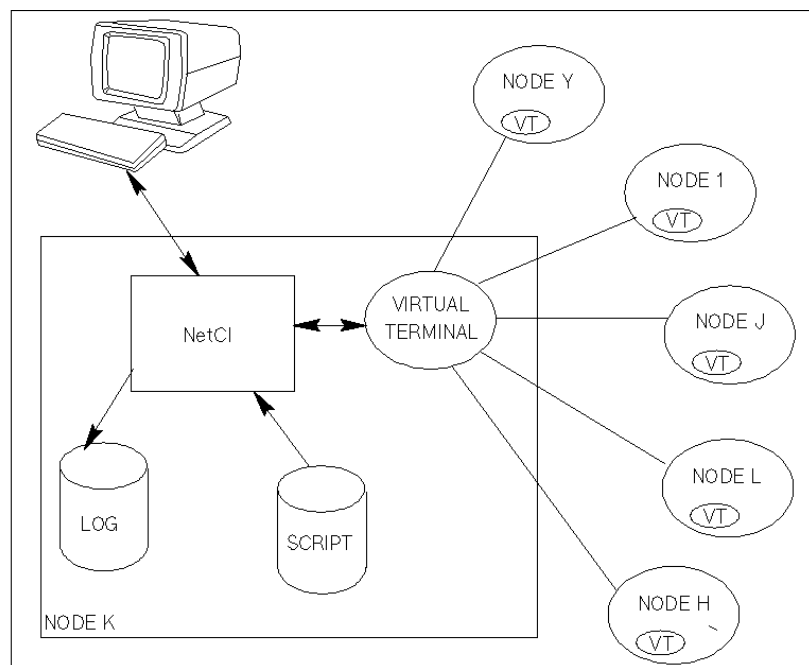 NODE Y
VT
NODE 1
VT
VIRTUAL
TERMINAL
NetCI
NODE J
VT
NODE L
VT
LOG
SCRIPT
NODE H
VT
NODE K